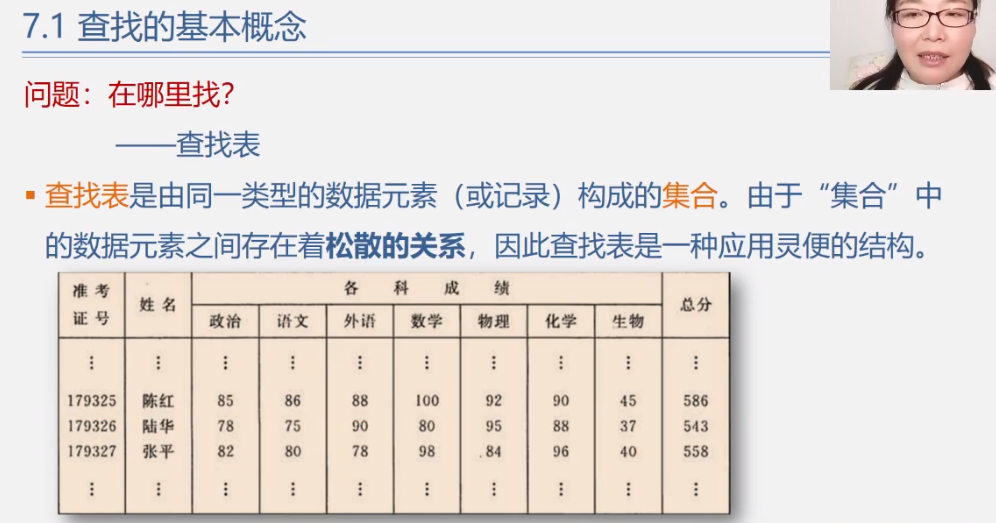 7.1 查找的基本概念
问题：在哪里找？
——查找表
▪ 查找表是由同一类型的数据元素（或记录）构成的集合。由于“集合”中
的数据元素之间存在着松散的关系，因此查找表是一种应用灵便的结构。
准考证号 姓名 各科成绩 总分
政治 语文 外语 数学 物理 化学 生物
⋮ ⋮ ⋮ ⋮ ⋮ ⋮ ⋮ ⋮ ⋮ ⋮
179325 陈红 85 86 88 100 92 90 45 586
179326 陆华 78 75 90 80 95 88 37 543
179327 张平 82 80 78 98 .84 96 40 558
⋮ ⋮ ⋮ ⋮ ⋮ ⋮ ⋮ ⋮ ⋮ ⋮